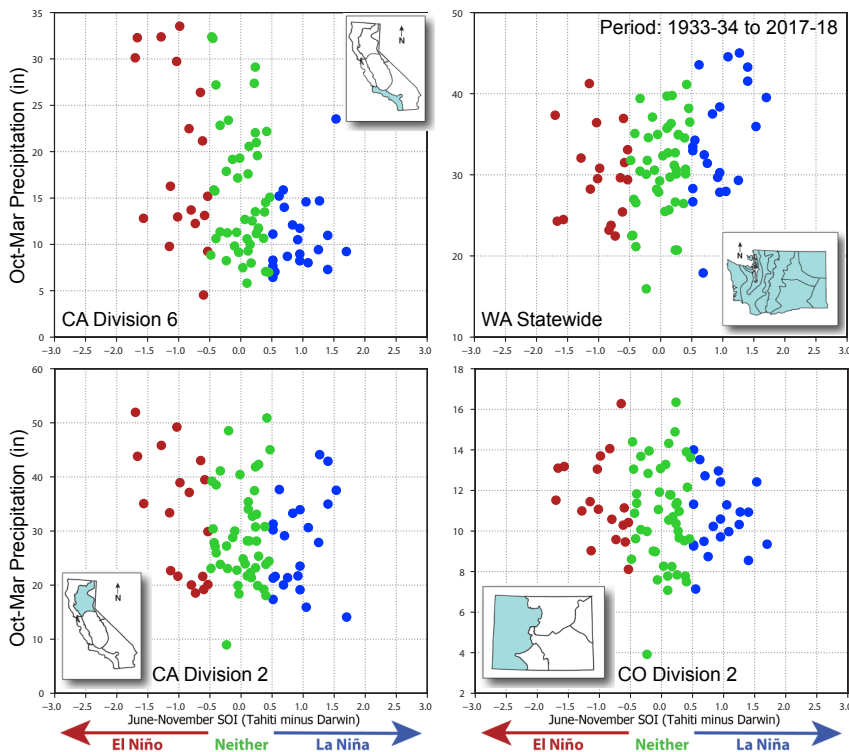 Period: 1933-34 to 2017-18
Oct-Mar Precipitation (in)
35
30
25
20
15
10
5
0
N
CA Division 6
−3.0 −2.5 −2.0 −1.5 −1.0 −0.5 0.0 0.5 1.0 1.5 2.0 2.5 3.0
50
40
30
20
10
N
WA Statewide
−3.0 −2.5 −2.0 −1.5 −1.0 −0.5 0.0 0.5 1.0 1.5 2.0 2.5 3.0
Oct-Mar Precipitation (in)
60
50
40
30
20
10
0
N
CA Division 2
−3.0 −2.5 −2.0 −1.5 −1.0 −0.5 0.0 0.5 1.0 1.5 2.0 2.5 3.0
June-November SOI (Tahiti minus Darwin)
El Niño Neither La Niña
18
16
14
12
10
8
6
4
2
N
CO Division 2
−3.0 −2.5 −2.0 −1.5 −1.0 −0.5 0.0 0.5 1.0 1.5 2.0 2.5 3.0
June-November SOI (Tahiti minus Darwin)
El Niño Neither La Niña